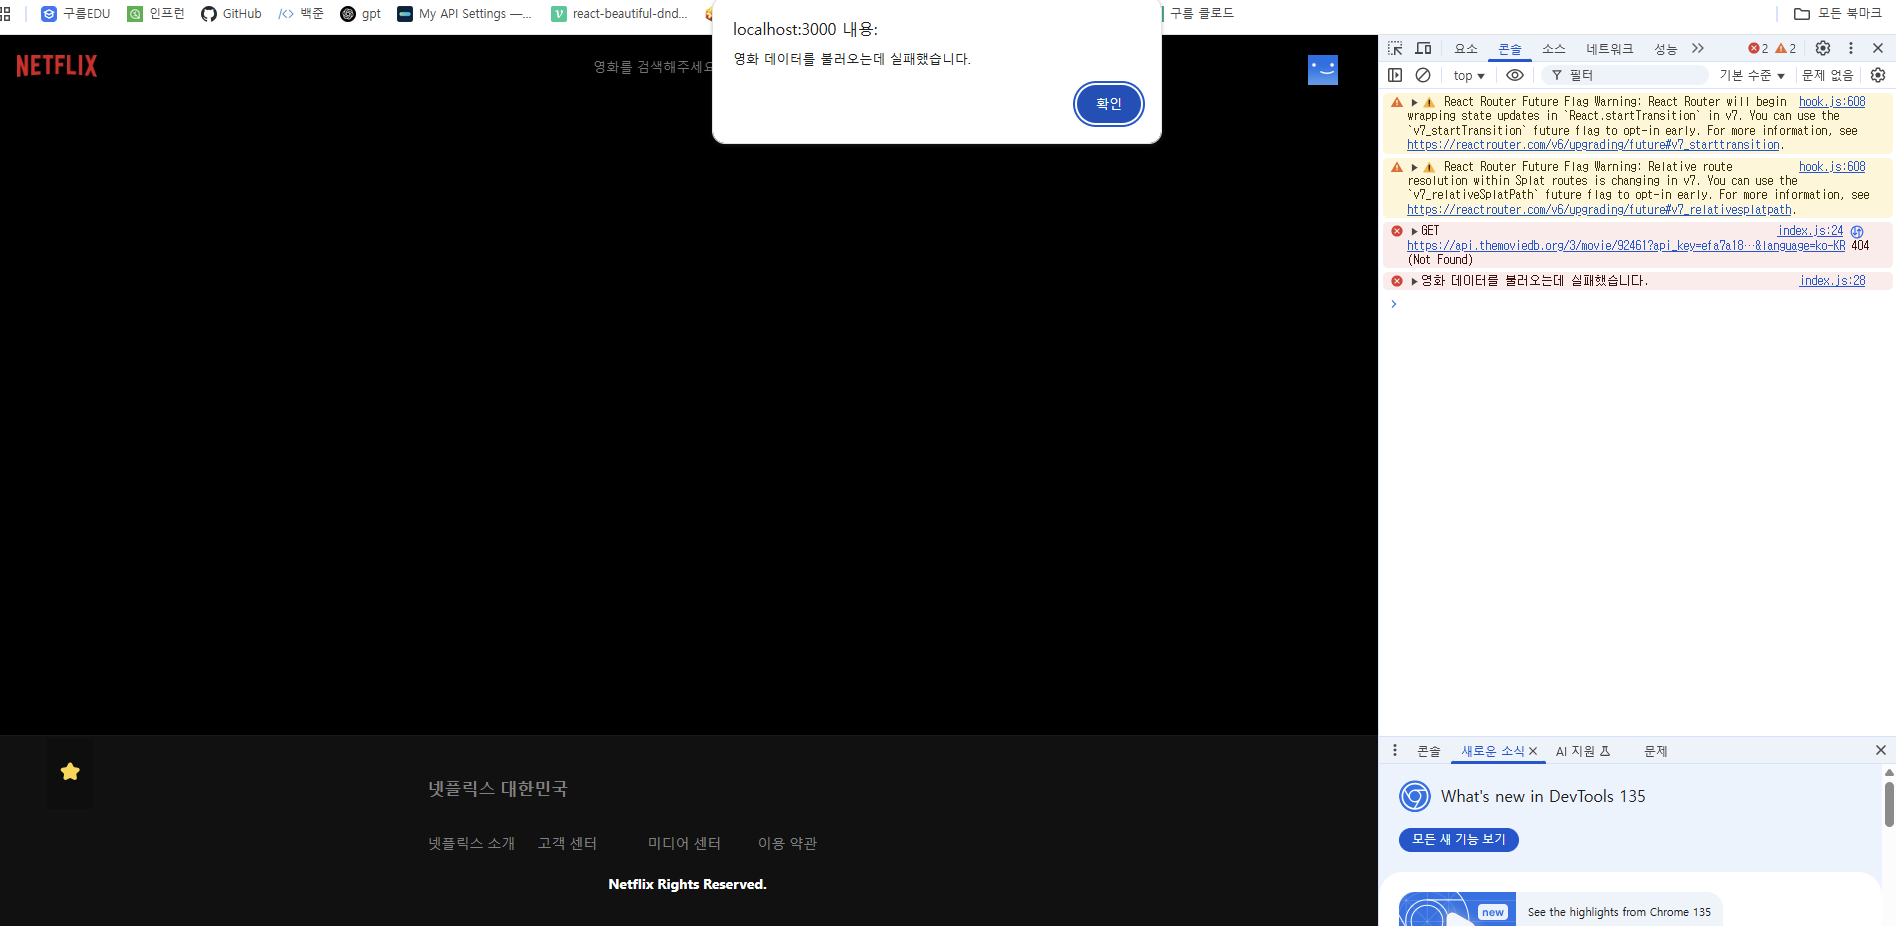 구름EDU 인프런 GitHub 백준 gpt My API Settings —... react-beautiful-dnd... 구름 클로드 모든 북마크
localhost:3000 내용:
영화 데이터를 불러오는데 실패했습니다.
확인
NETFLIX
영화를 검색해주세요
요소 콘솔 소스 네트워크 성능 2 2
top 필터 기본 수준 문제 없음
React Router Future Flag Warning: React Router will begin hook.js:608
wrapping state updates in `React.startTransition` in v7. You can use the
`v7_startTransition` future flag to opt-in early. For more information, see
https://reactrouter.com/v6/upgrading/future#v7_starttransition.
React Router Future Flag Warning: Relative route hook.js:608
resolution within Splat routes is changing in v7. You can use the
`v7_relativeSplatPath` future flag to opt-in early. For more information, see
https://reactrouter.com/v6/upgrading/future#v7_relativesplatpath.
GET index.js:24
https://api.themoviedb.org/3/movie/92461?api_key=efa7a18…&language=ko-KR 404
(Not Found)
영화 데이터를 불러오는데 실패했습니다. index.js:28
넷플릭스 대한민국
넷플릭스 소개 고객 센터 미디어 센터 이용 약관
Netflix Rights Reserved.
콘솔 새로운 소식 AI 지원 문제
What's new in DevTools 135
모든 새 기능 보기
new
See the highlights from Chrome 135